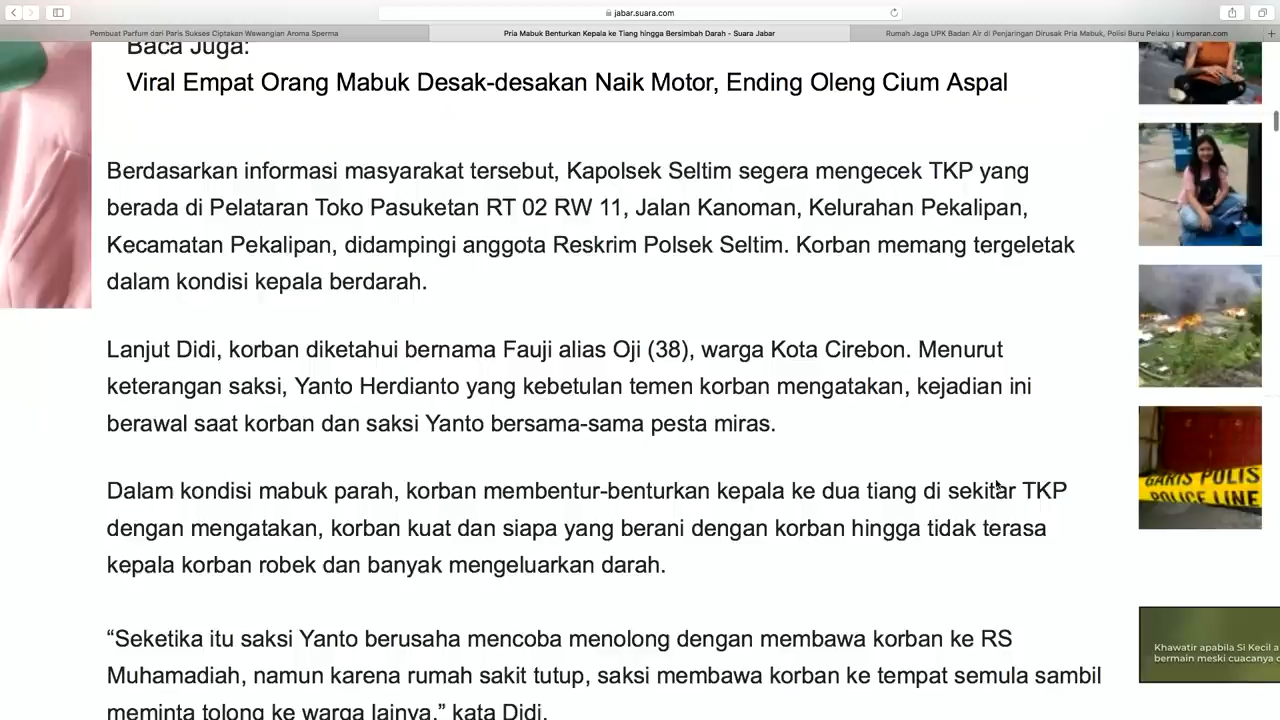 jabar.suara.com
Pembuat Parfum dari Paris Sukses Ciptakan Wewangian Aroma Sperma
Pria Mabuk Benturkan Kepala ke Tiang hingga Bersimbah Darah - Suara Jabar
Rumah Jaga UPK Badan Air di Penjaringan Dirusak Pria Mabuk, Polisi Buru Pelaku | kumparan.com
Baca Juga:
Viral Empat Orang Mabuk Desak-desakan Naik Motor, Ending Oleng Cium Aspal
Berdasarkan informasi masyarakat tersebut, Kapolsek Seltim segera mengecek TKP yang
berada di Pelataran Toko Pasuketan RT 02 RW 11, Jalan Kanoman, Kelurahan Pekalipan,
Kecamatan Pekalipan, didampingi anggota Reskrim Polsek Seltim. Korban memang tergeletak
dalam kondisi kepala berdarah.
Lanjut Didi, korban diketahui bernama Fauji alias Oji (38), warga Kota Cirebon. Menurut
keterangan saksi, Yanto Herdianto yang kebetulan temen korban mengatakan, kejadian ini
berawal saat korban dan saksi Yanto bersama-sama pesta miras.
Dalam kondisi mabuk parah, korban membentur-benturkan kepala ke dua tiang di sekitar TKP
dengan mengatakan, korban kuat dan siapa yang berani dengan korban hingga tidak terasa
kepala korban robek dan banyak mengeluarkan darah.
GARIS POLIS
POLICE LINE
“Seketika itu saksi Yanto berusaha mencoba menolong dengan membawa korban ke RS
Muhamadiah, namun karena rumah sakit tutup, saksi membawa korban ke tempat semula sambil
meminta tolong ke warga lainya,” kata Didi.
Khawatir apabila Si Kecil a
bermain meski cuacanya